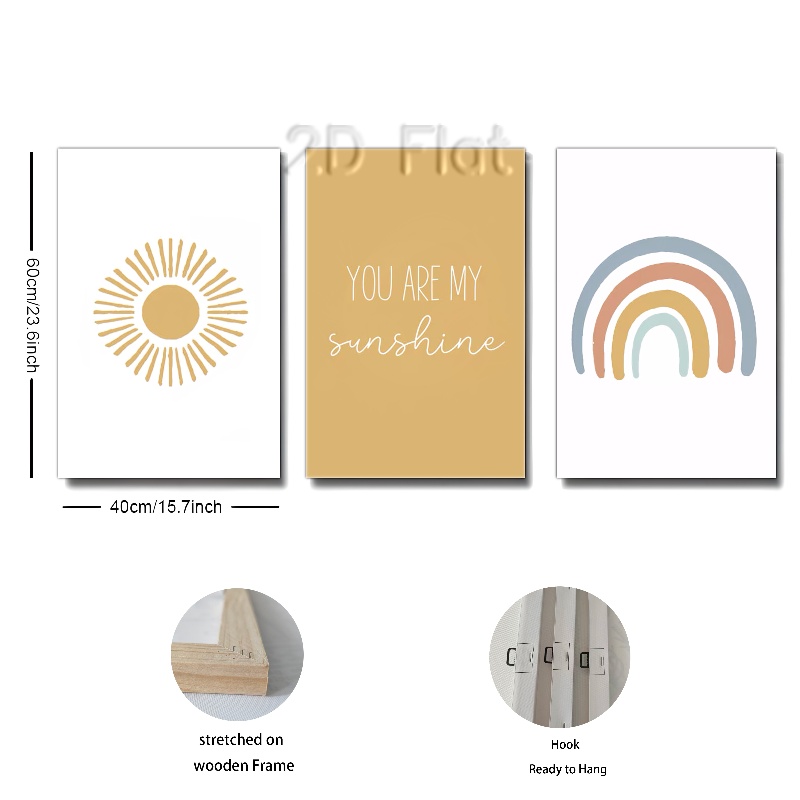 2D Flat
60cm/23.6inch
YOU ARE MY
sunshine
40cm/15.7inch
stretched on
wooden Frame
Hook
Ready to Hang